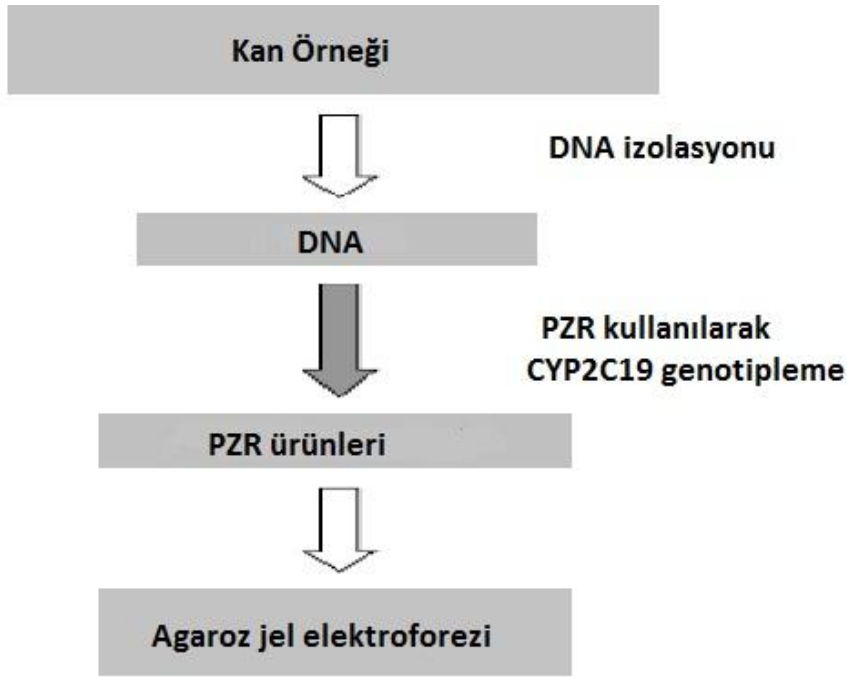 Kan Örneği
DNA izolasyonu
DNA
PZR kullanılarak
CYP2C19 genotipleme
PZR ürünleri
Agaroz jel elektroforezi